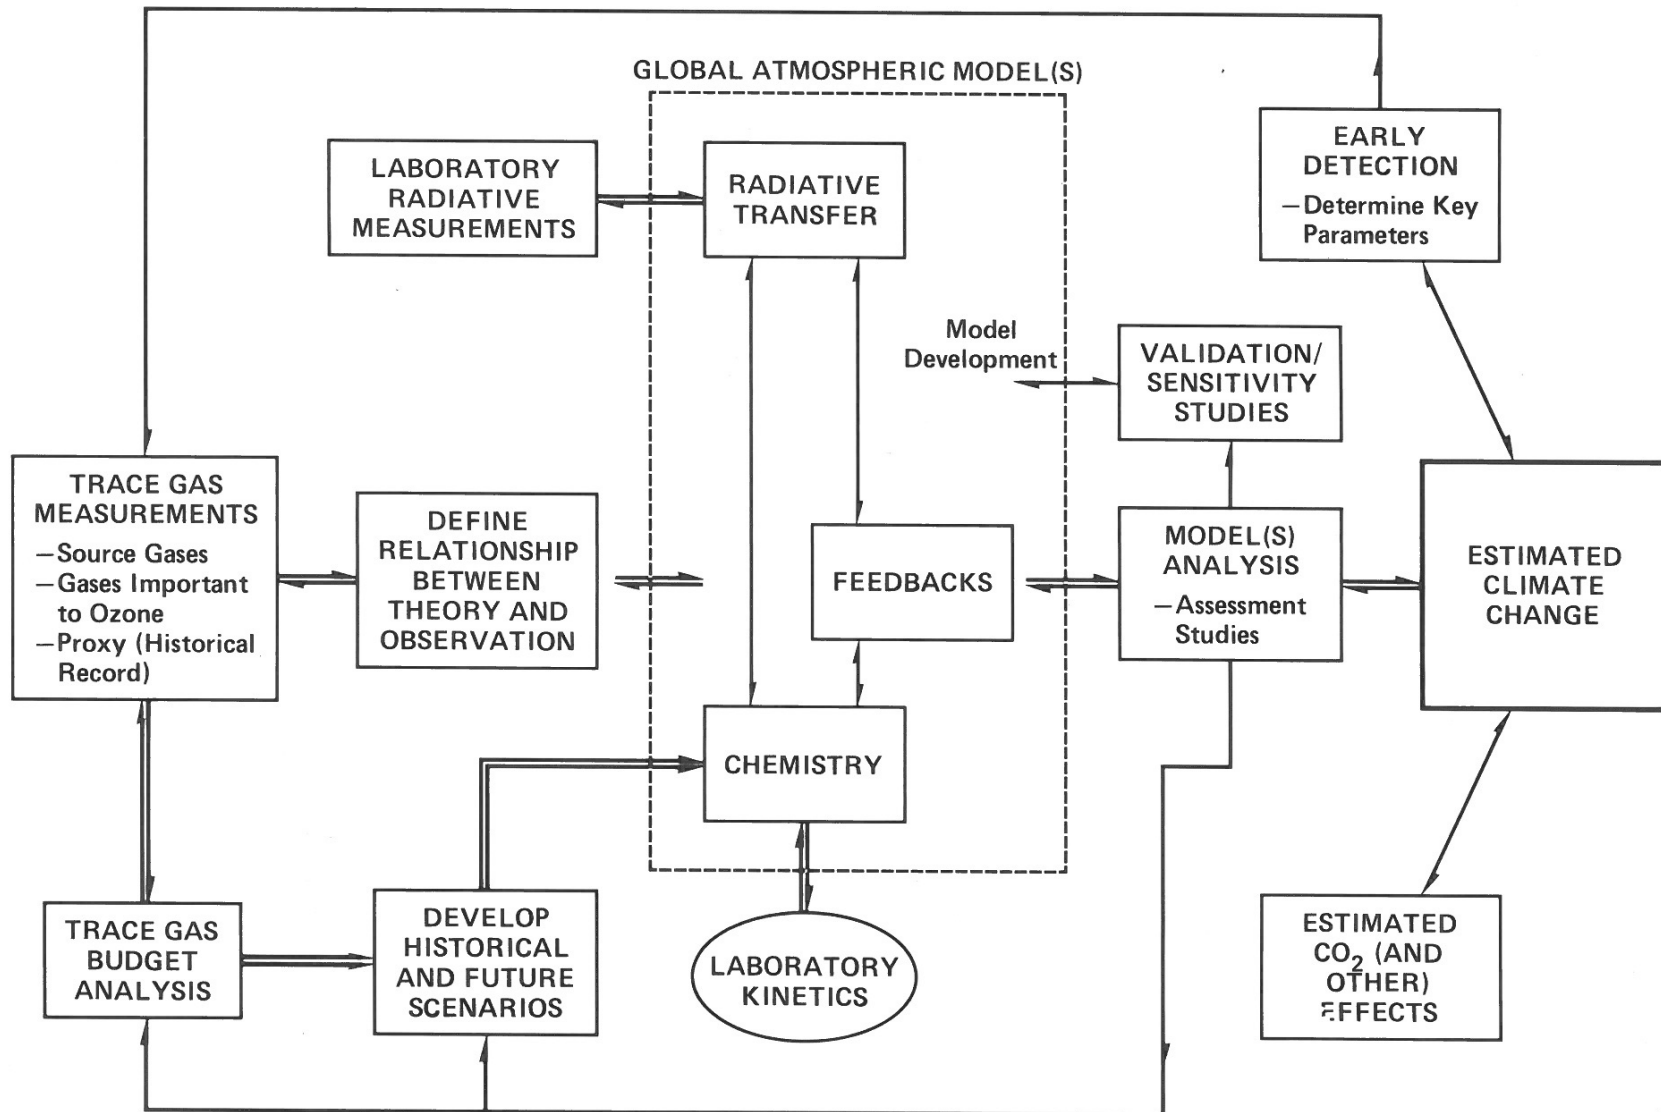 GLOBAL ATMOSPHERIC MODEL(S)
LABORATORY
RADIATIVE
MEASUREMENTS
RADIATIVE
TRANSFER
EARLY
DETECTION
—Determine Key
Parameters
Model
Development
VALIDATION/
SENSITIVITY
STUDIES
TRACE GAS
MEASUREMENTS
—Source Gases
—Gases Important
to Ozone
—Proxy (Historical
Record)
DEFINE
RELATIONSHIP
BETWEEN
THEORY AND
OBSERVATION
FEEDBACKS
MODEL(S)
ANALYSIS
—Assessment
Studies
ESTIMATED
CLIMATE
CHANGE
CHEMISTRY
TRACE GAS
BUDGET
ANALYSIS
DEVELOP
HISTORICAL
AND FUTURE
SCENARIOS
LABORATORY
KINETICS
ESTIMATED
CO₂ (AND
OTHER)
EFFECTS